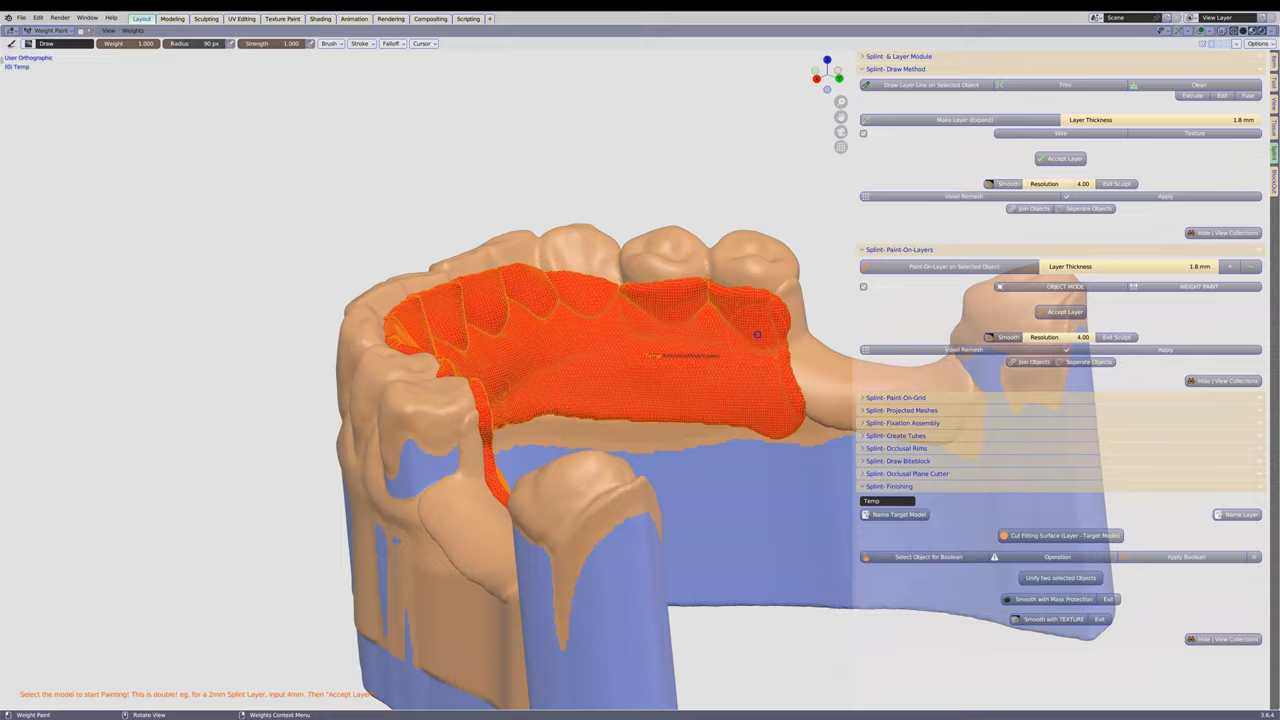 File Edit Render Window Help
Layout Modeling Sculpting UV Editing Texture Paint Shading Animation Rendering Compositing Scripting +
Scene
View Layer
Weight Paint View Weights
Draw Weight 1.000 Radius 90 px Strength 1.000 Brush Stroke Falloff Cursor
Options
User Orthographic
(0) Temp
Splint & Layer Module
Splint- Draw Method
Draw Layer Line on Selected Object Trim Clean
Extrude Edit Fuse
Make Layer (Expand) Layer Thickness 1.8 mm
Wire Texture
Accept Layer
Smooth Resolution 4.00 Exit Sculpt
Voxel Remesh Apply
Join Objects Seperate Objects
Hide | View Collections
Splint- Paint-On-Layers
Paint-On-Layer on Selected Object Layer Thickness 1.8 mm + -
OBJECT MODE WEIGHT PAINT
Accept Layer
Smooth Resolution 4.00 Exit Sculpt
Voxel Remesh Apply
Join Objects Seperate Objects
Hide | View Collections
Splint- Paint-On-Grid
Splint- Projected Meshes
Splint- Fixation Assembly
Splint- Create Tubes
Splint- Occlusal Rims
Splint- Draw Biteblock
Splint- Occlusal Plane Cutter
Splint- Finishing
Temp
Name Target Model Name Layer
Cut Fitting Surface (Layer - Target Model)
Select Object for Boolean Operation Apply Boolean
Unify two selected Objects
Smooth with Mask Protection Exit
Smooth with TEXTURE Exit
Hide | View Collections
Item
Tool
View
Splint
Select the model to start Painting! This is double! eg. for a 2mm Splint Layer, input 4mm. Then "Accept Layer
Weight Paint Rotate View Weights Context Menu
3.6.4